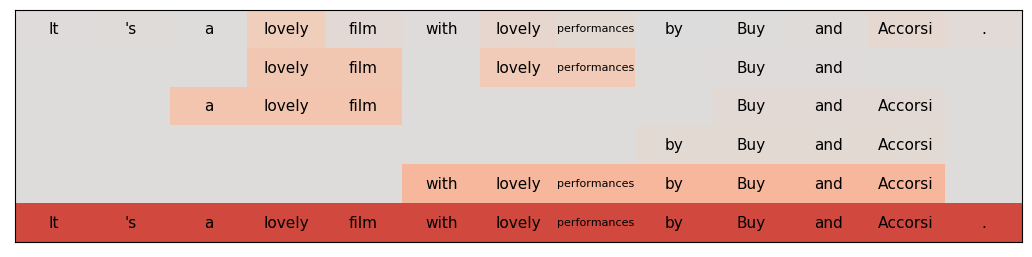 It 's a lovely film with lovely performances by Buy and Accorsi .
lovely film lovely performances Buy and
a lovely film Buy and Accorsi
by Buy and Accorsi
with lovely performances by Buy and Accorsi
It 's a lovely film with lovely performances by Buy and Accorsi .